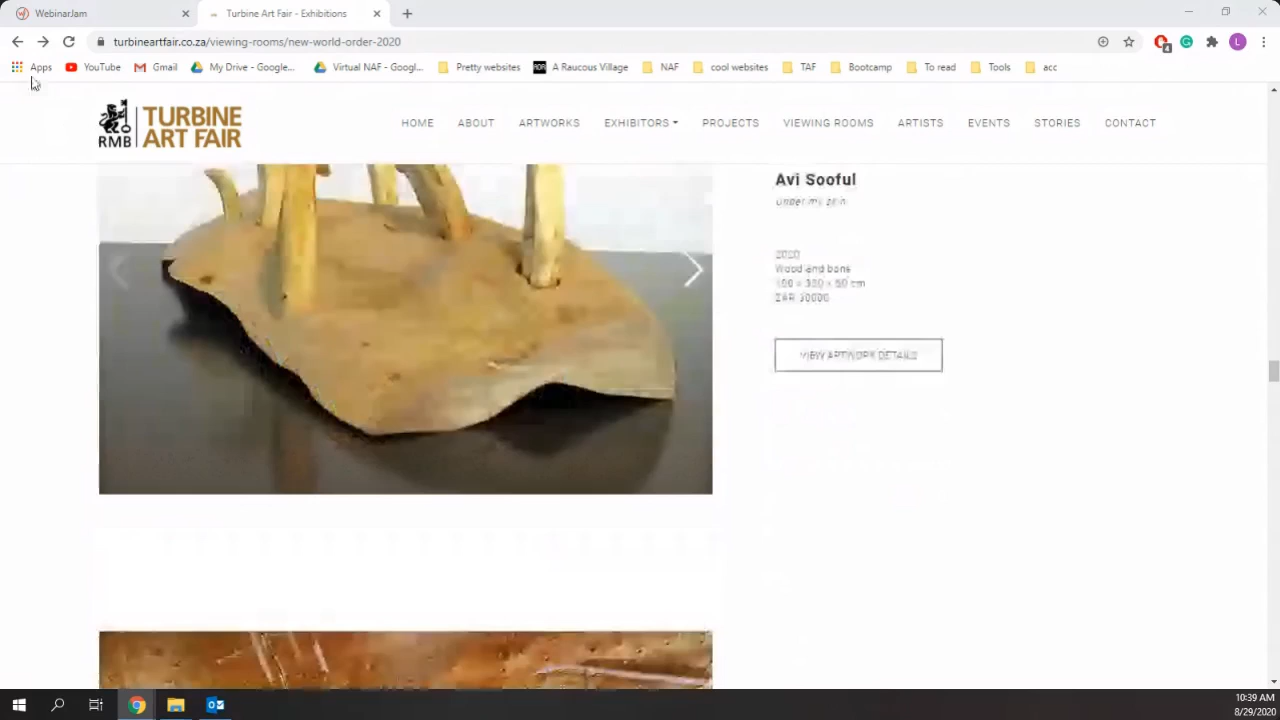 WebinarJam
Turbine Art Fair - Exhibitions
turbineartfair.co.za/viewing-rooms/new-world-order-2020
L
Apps YouTube Gmail My Drive - Google... Virtual NAF - Googl... Pretty websites A Raucous Village NAF cool websites TAF Bootcamp To read Tools acc
RMB TURBINE ART FAIR
HOME ABOUT ARTWORKS EXHIBITORS PROJECTS VIEWING ROOMS ARTISTS EVENTS STORIES CONTACT
Avi Sooful
Under my skin
2020
Wood and bone
ZAR 30000
VIEW ARTWORK DETAILS
10:39 AM
8/29/2020